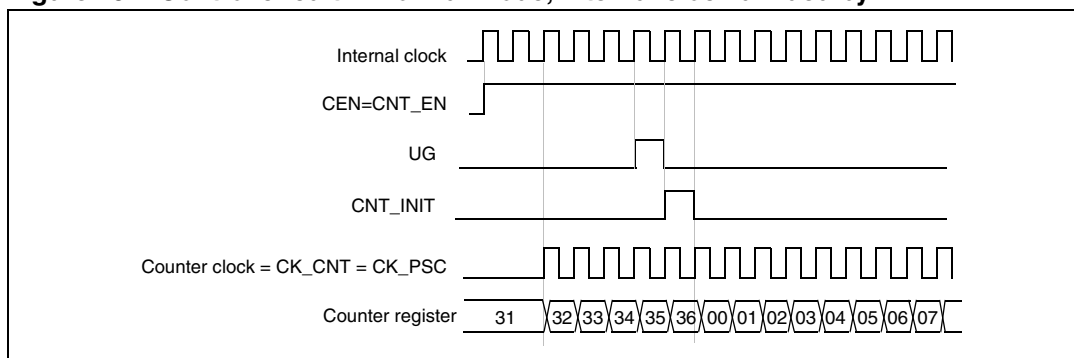 Internal clock
CEN=CNT_EN
UG
CNT_INIT
Counter clock = CK_CNT = CK_PSC
Counter register 31 32 33 34 35 36 00 01 02 03 04 05 06 07